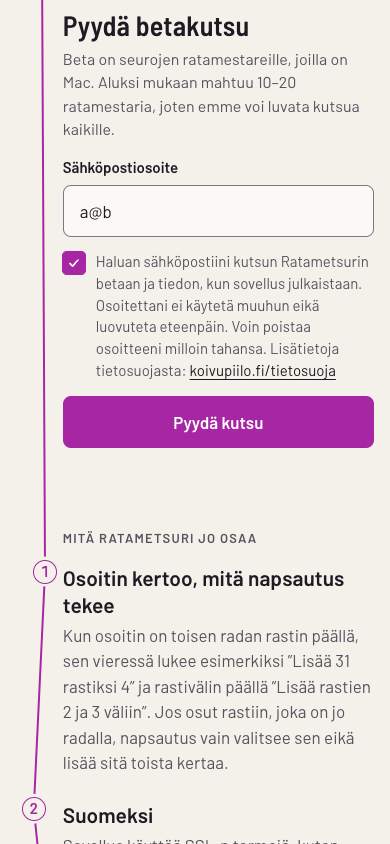 Pyydä betakutsu
Beta on seurojen ratamestareille, joilla on
Mac. Aluksi mukaan mahtuu 10–20
ratamestaria, joten emme voi luvata kutsua
kaikille.
Sähköpostiosoite
a@b
Haluan sähköpostiini kutsun Ratametsurin
betaan ja tiedon, kun sovellus julkaistaan.
Osoitettani ei käytetä muuhun eikä
luovuteta eteenpäin. Voin poistaa
osoitteeni milloin tahansa. Lisätietoja
tietosuojasta: koivupiilo.fi/tietosuoja
Pyydä kutsu
MITÄ RATAMETSURI JO OSAA
1 Osoitin kertoo, mitä napsautus
tekee
Kun osoitin on toisen radan rastin päällä,
sen vieressä lukee esimerkiksi ”Lisää 31
rastiksi 4” ja rastivälin päällä ”Lisää rastien
2 ja 3 väliin”. Jos osut rastiin, joka on jo
radalla, napsautus vain valitsee sen eikä
lisää sitä toista kertaa.
2 Suomeksi